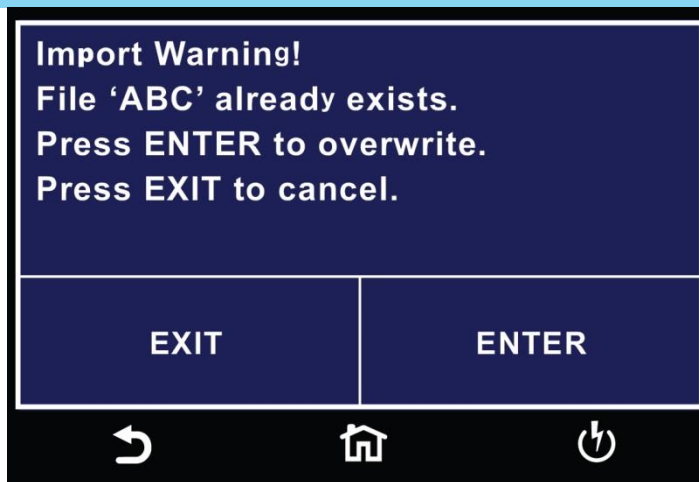 Import Warning!
File ‘ABC’ already exists.
Press ENTER to overwrite.
Press EXIT to cancel.
EXIT ENTER